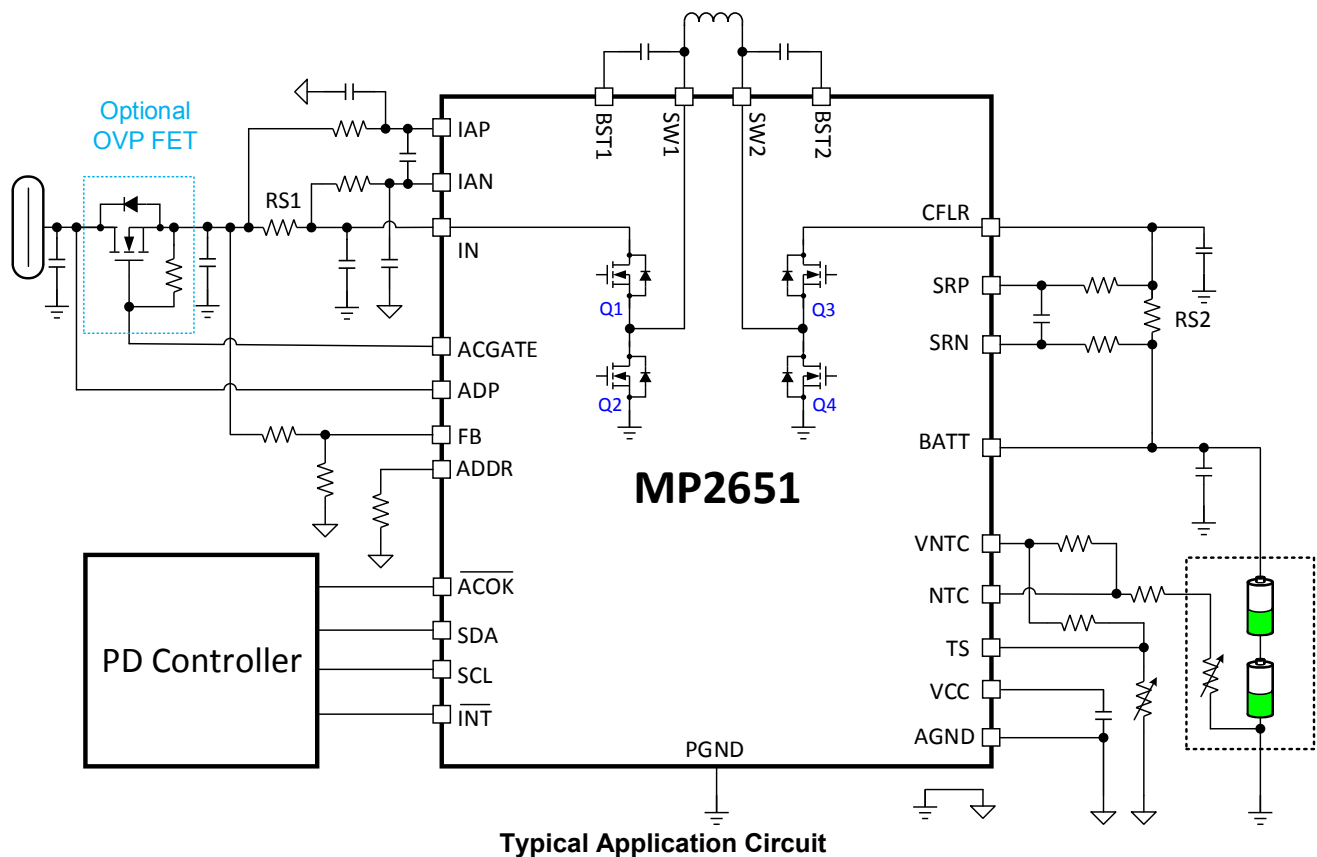 Optional
OVP FET
BST1
SW1
SW2
BST2
IAP
IAN
RS1
IN
CFLR
SRP
RS2
SRN
Q1
Q3
Q2
Q4
ACGATE
ADP
FB
ADDR
BATT
MP2651
VNTC
NTC
TS
VCC
AGND
PD Controller
ACOK
SDA
SCL
INT
PGND
Typical Application Circuit